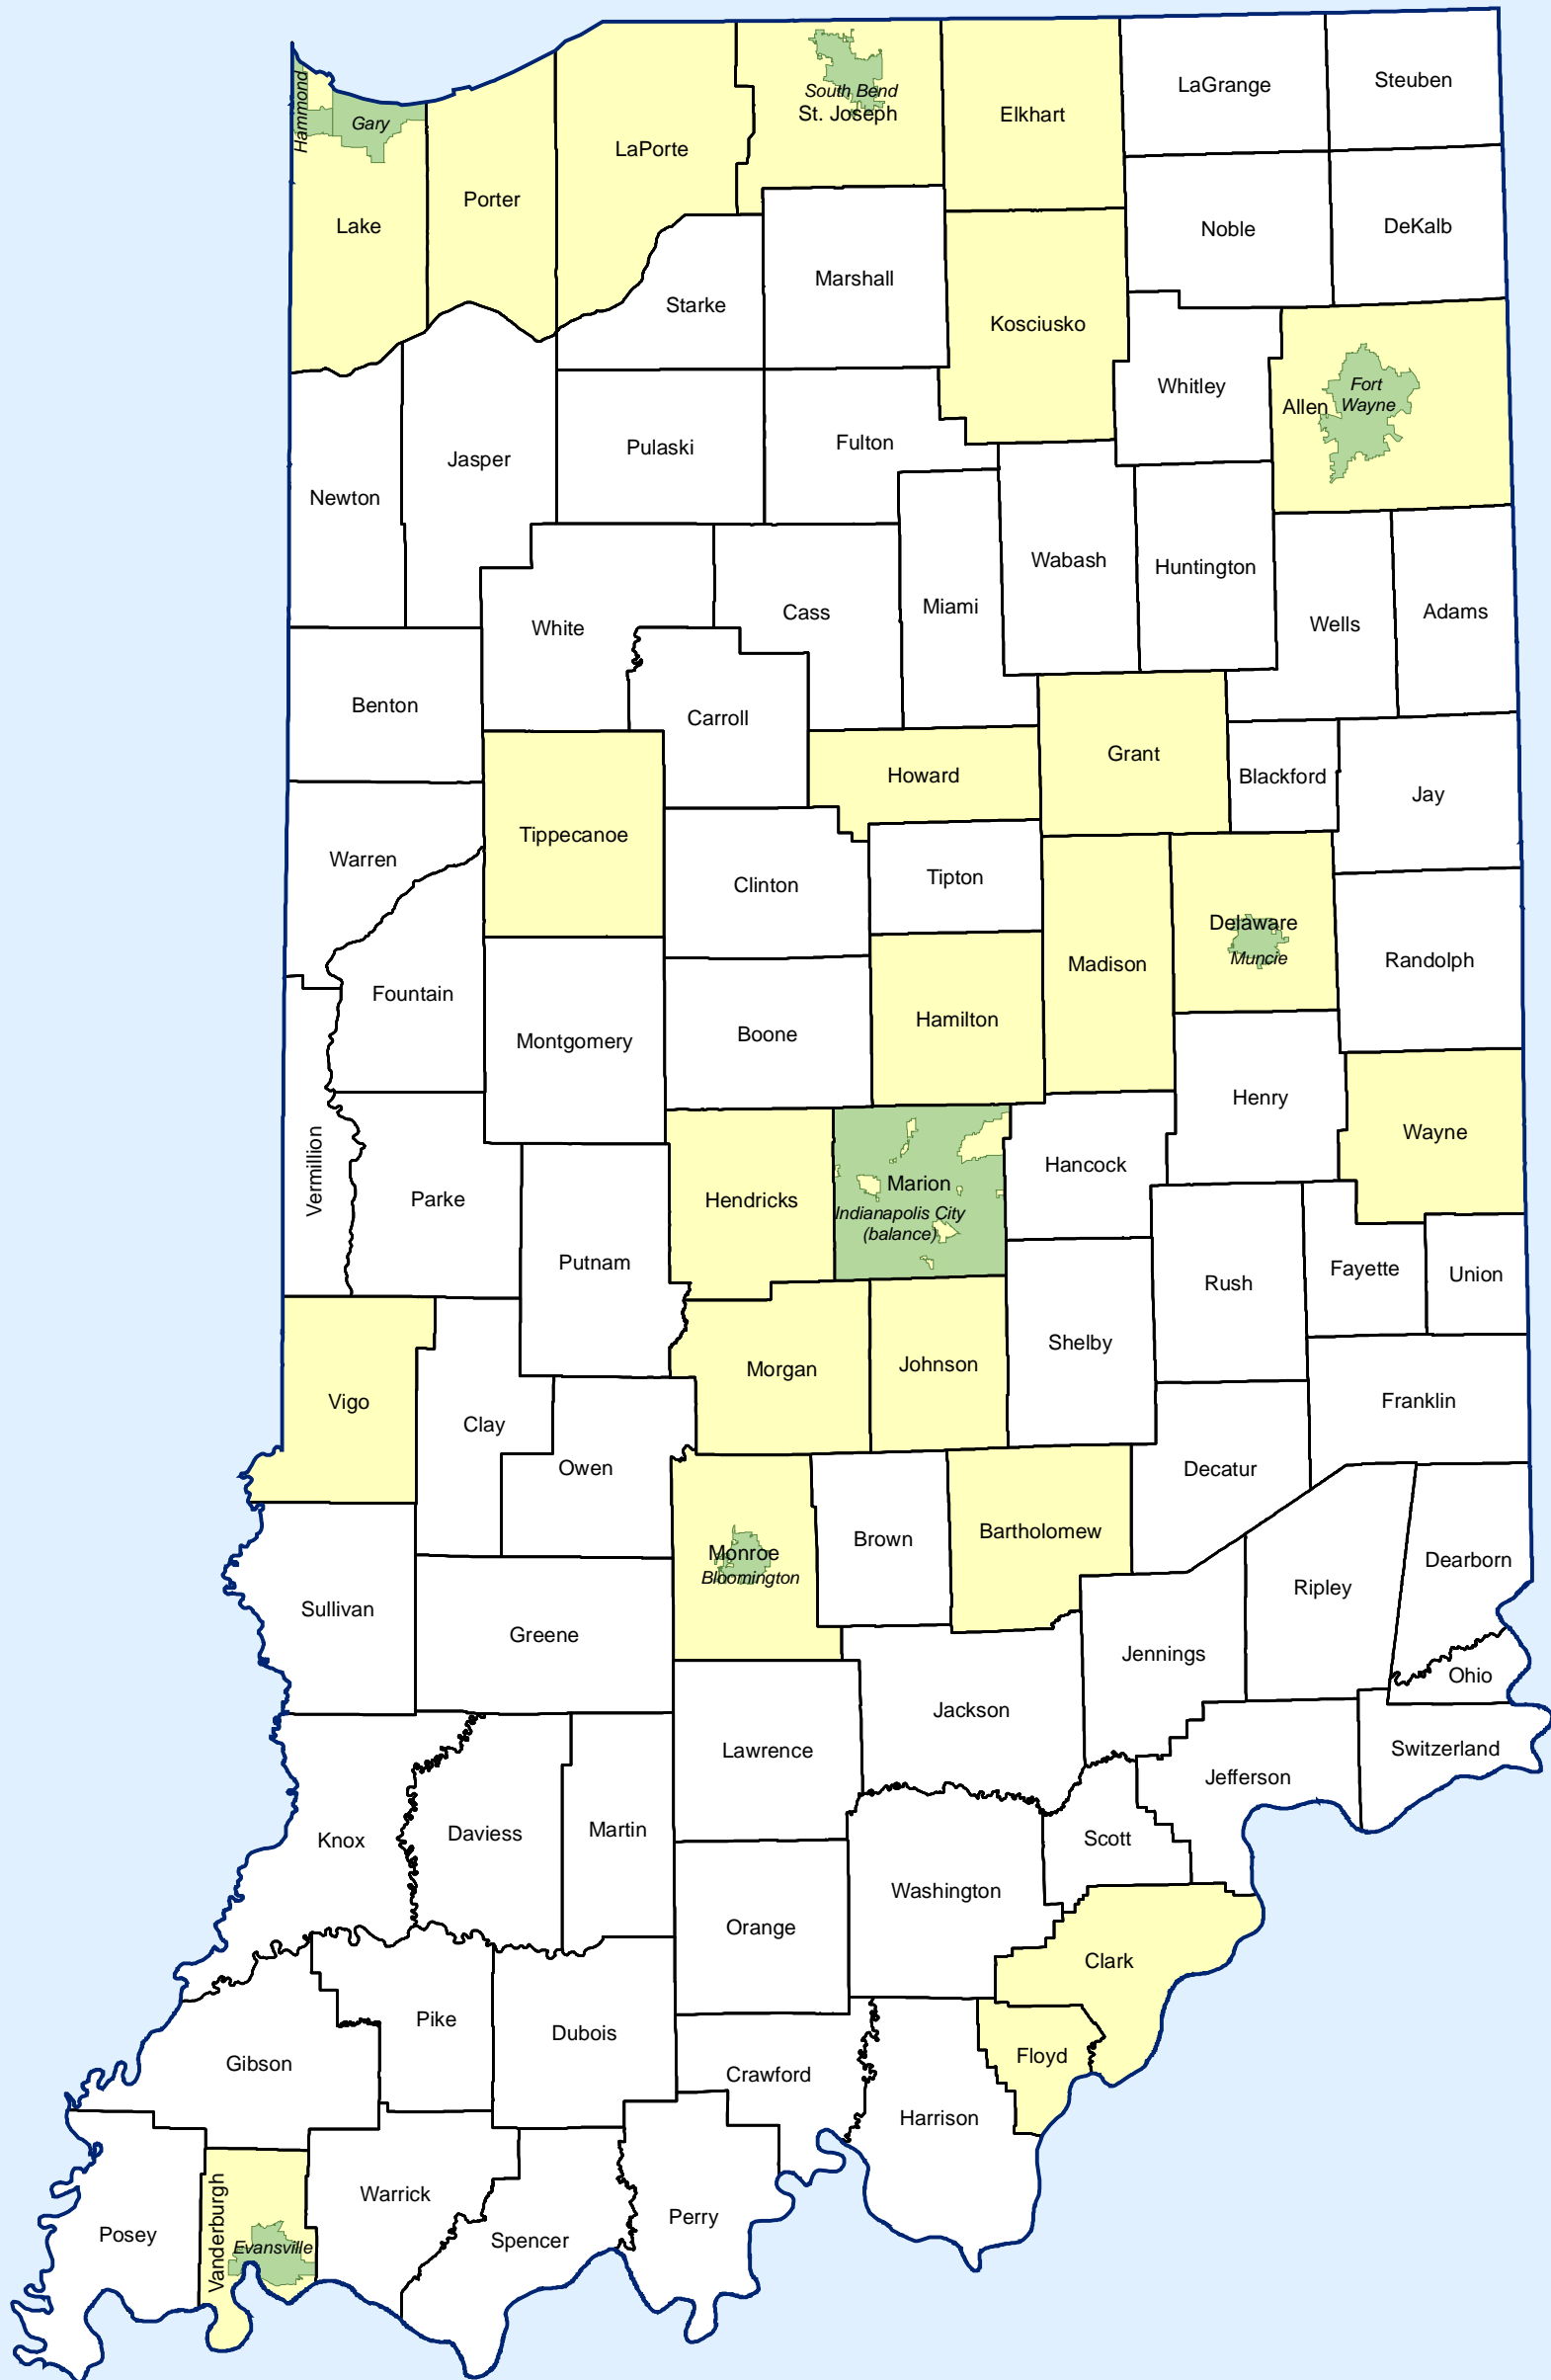 Hammond
Gary
Lake
Porter
LaPorte
South Bend
St. Joseph
Elkhart
LaGrange
Steuben
Noble
DeKalb
Starke
Marshall
Kosciusko
Whitley
Allen
Fort
Wayne
Newton
Jasper
Pulaski
Fulton
Wabash
Huntington
Wells
Adams
White
Cass
Miami
Benton
Carroll
Howard
Grant
Blackford
Jay
Warren
Tippecanoe
Clinton
Tipton
Madison
Delaware
Muncie
Randolph
Fountain
Montgomery
Boone
Hamilton
Henry
Wayne
Vermillion
Parke
Putnam
Hendricks
Marion
Indianapolis City
(balance)
Hancock
Rush
Fayette
Union
Shelby
Vigo
Clay
Owen
Morgan
Johnson
Franklin
Decatur
Monroe
Bloomington
Brown
Bartholomew
Ripley
Dearborn
Sullivan
Greene
Jennings
Ohio
Jackson
Lawrence
Switzerland
Jefferson
Knox
Daviess
Martin
Scott
Washington
Orange
Clark
Pike
Dubois
Gibson
Crawford
Floyd
Harrison
Posey
Vanderburgh
Evansville
Warrick
Spencer
Perry